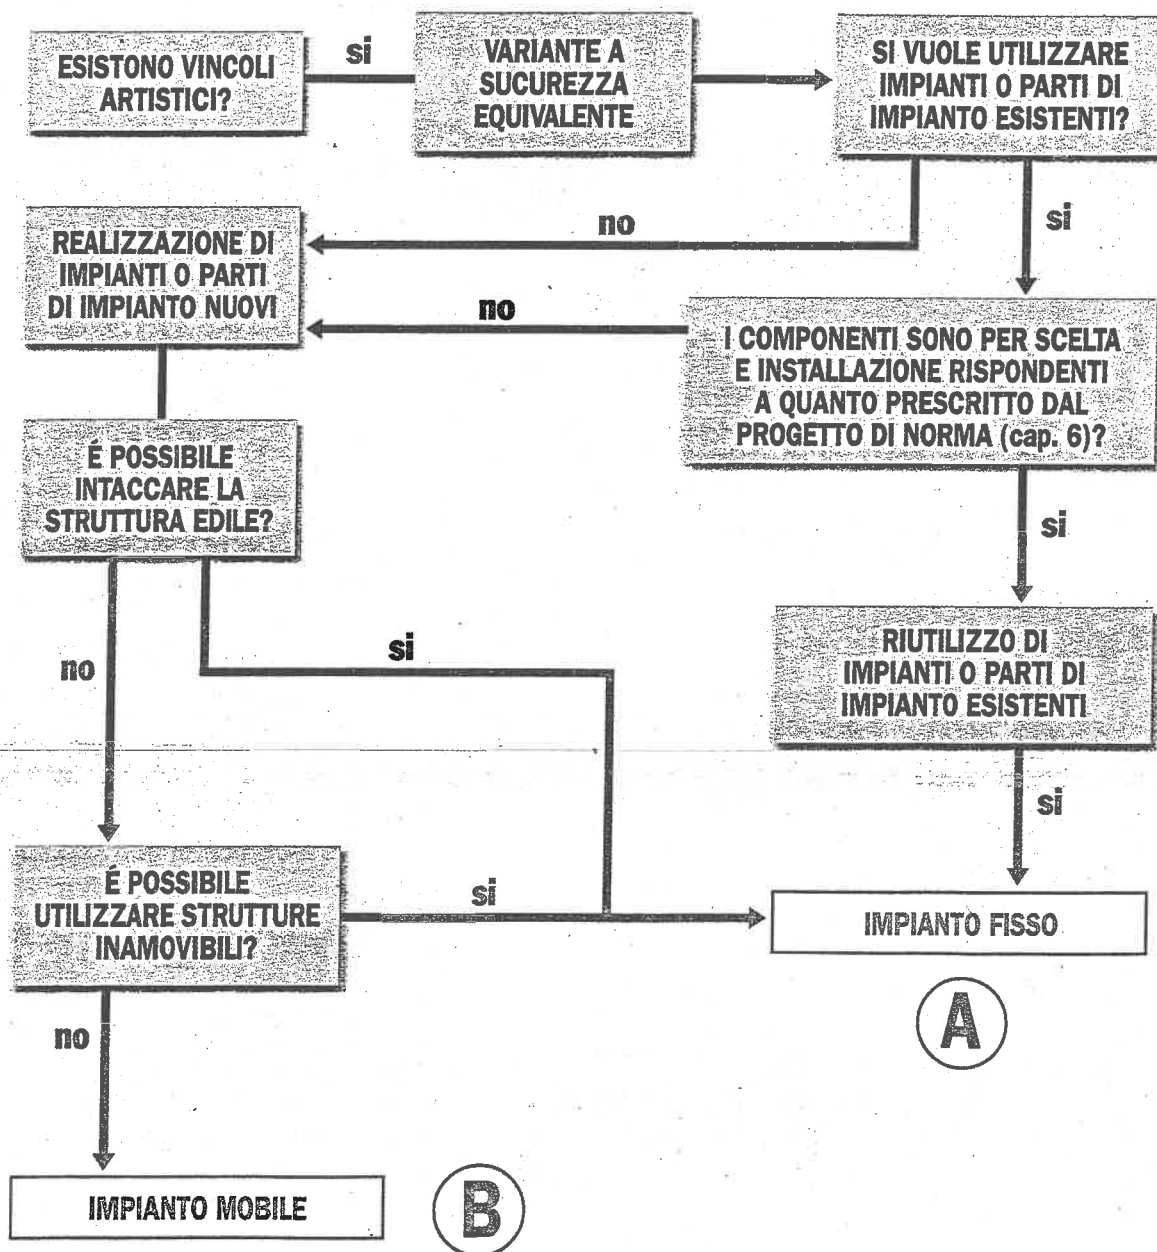 ESISTONO VINCOLI
ARTISTICI?
si
VARIANTE A
SUCUREZZA
EQUIVALENTE
SI VUOLE UTILIZZARE
IMPIANTI O PARTI DI
IMPIANTO ESISTENTI?
no
si
REALIZZAZIONE DI
IMPIANTI O PARTI
DI IMPIANTO NUOVI
no
I COMPONENTI SONO PER SCELTA
E INSTALLAZIONE RISPONDENTI
A QUANTO PRESCRITTO DAL
PROGETTO DI NORMA (cap. 6)?
É POSSIBILE
INTACCARE LA
STRUTTURA EDILE?
si
no
si
RIUTILIZZO DI
IMPIANTI O PARTI DI
IMPIANTO ESISTENTI
si
É POSSIBILE
UTILIZZARE STRUTTURE
INAMOVIBILI?
si
IMPIANTO FISSO
A
no
IMPIANTO MOBILE
B